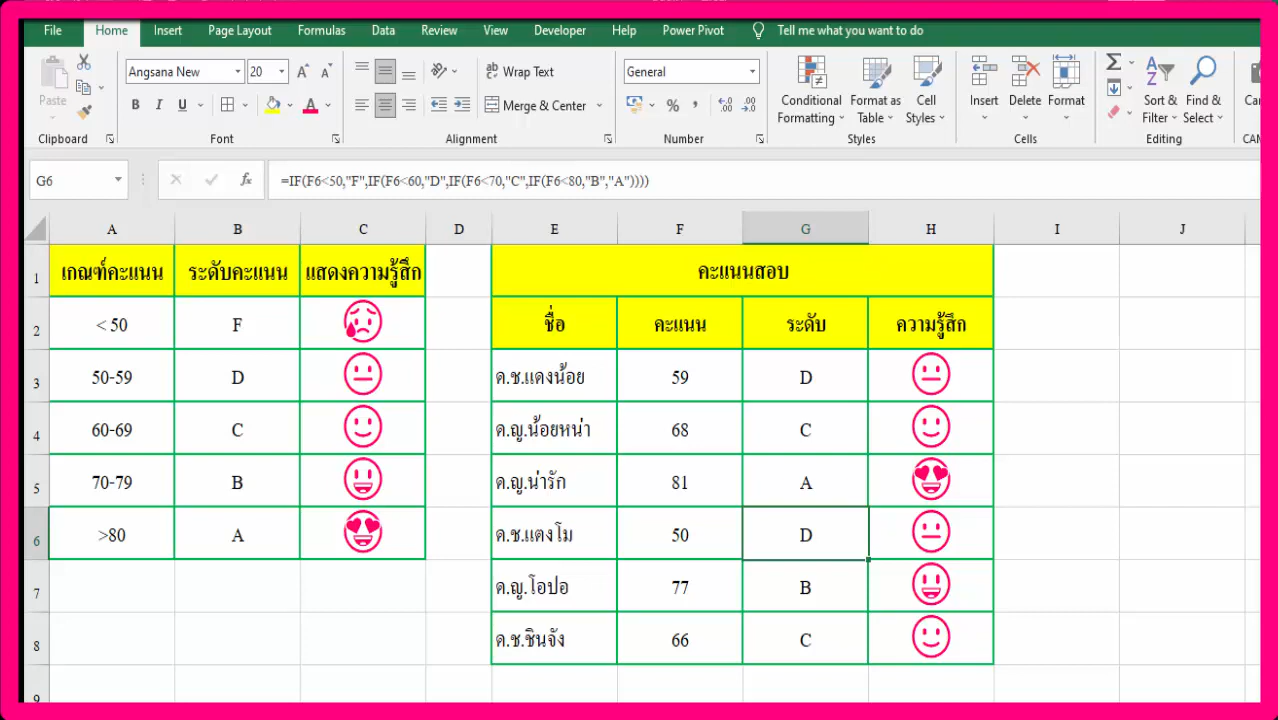 File Home Insert Page Layout Formulas Data Review View Developer Help Power Pivot Tell me what you want to do
Angsana New 20 Wrap Text General
Paste B I U A Merge & Center % , Conditional Formatting Format as Table Cell Styles Insert Delete Format Sort & Filter Find & Select
Clipboard Font Alignment Number Styles Cells Editing
G6 fx =IF(F6<50,"F",IF(F6<60,"D",IF(F6<70,"C",IF(F6<80,"B","A"))))
A B C D E F G H I J
1 เกณฑ์คะแนน ระดับคะแนน แสดงความรู้สึก คะแนนสอบ
2 < 50 F ชื่อ คะแนน ระดับ ความรู้สึก
3 50-59 D ด.ช.แดงน้อย 59 D
4 60-69 C ด.ญ.น้อยหน่า 68 C
5 70-79 B ด.ญ.น่ารัก 81 A
6 >80 A ด.ช.แตงโม 50 D
7 ด.ญ.โอปอ 77 B
8 ด.ช.ชินจัง 66 C
9